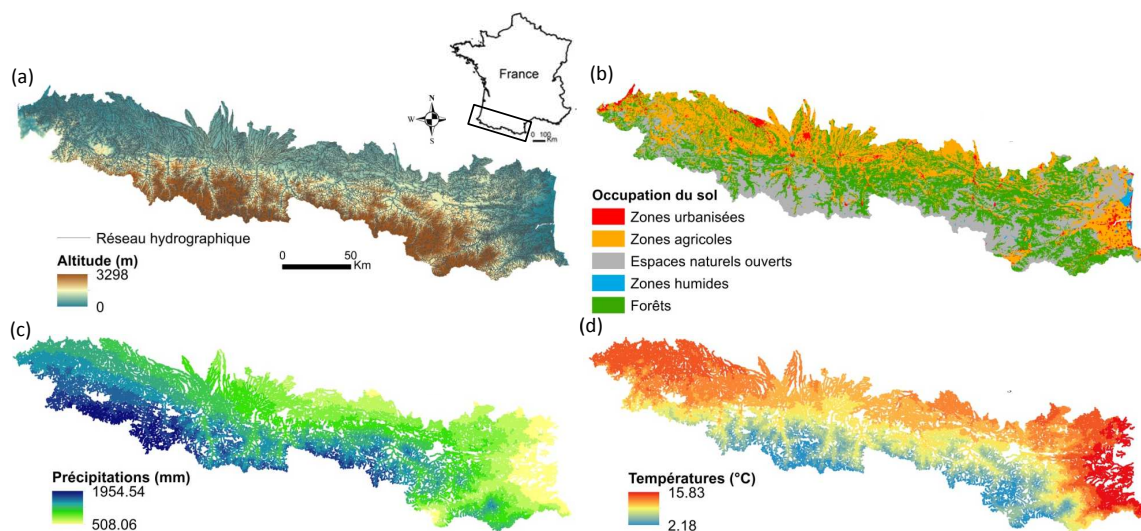 (a)
France
N
W
E
S
0 100
Km
Réseau hydrographique
Altitude (m)
3298
0
0 50
Km
(b)
Occupation du sol
Zones urbanisées
Zones agricoles
Espaces naturels ouverts
Zones humides
Forêts
(c)
Précipitations (mm)
1954.54
508.06
(d)
Températures (°C)
15.83
2.18